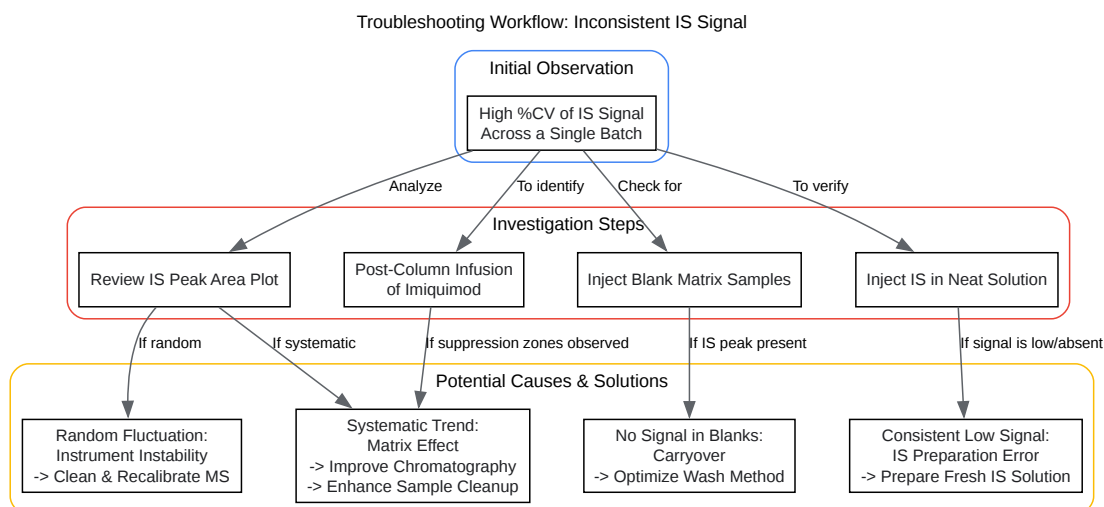 Troubleshooting Workflow: Inconsistent IS Signal
Initial Observation
High %CV of IS Signal
Across a Single Batch
Analyze
To identify
Check for
To verify
Investigation Steps
Review IS Peak Area Plot
Post-Column Infusion
of Imiquimod
Inject Blank Matrix Samples
Inject IS in Neat Solution
If random
If systematic
If suppression zones observed
If IS peak present
If signal is low/absent
Potential Causes & Solutions
Random Fluctuation:
Instrument Instability
-> Clean & Recalibrate MS
Systematic Trend:
Matrix Effect
-> Improve Chromatography
-> Enhance Sample Cleanup
No Signal in Blanks:
Carryover
-> Optimize Wash Method
Consistent Low Signal:
IS Preparation Error
-> Prepare Fresh IS Solution